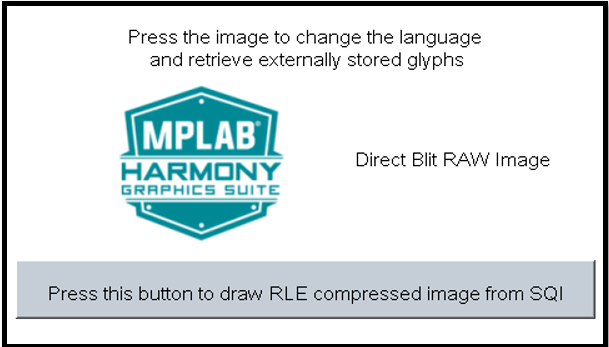 Press the image to change the language
and retrieve externally stored glyphs
MPLAB®
HARMONY
GRAPHICS SUITE
Direct Blit RAW Image
Press this button to draw RLE compressed image from SQI